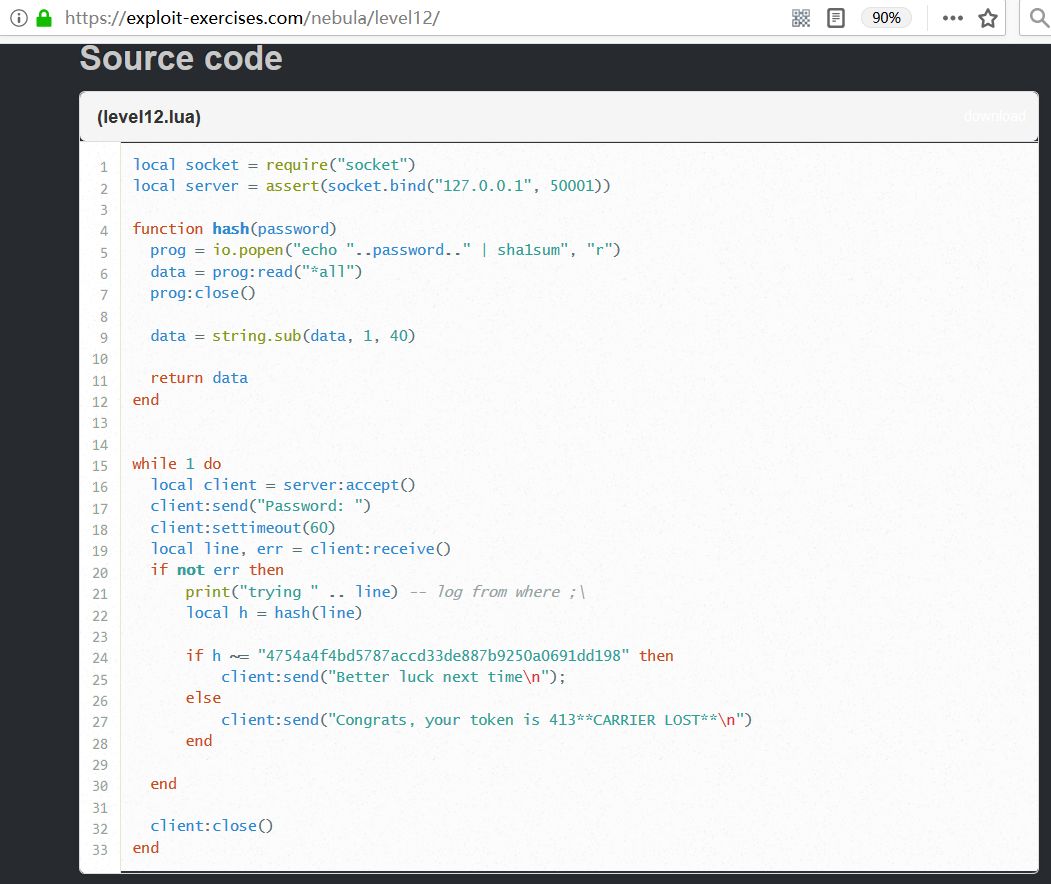 https://exploit-exercises.com/nebula/level12/
90%
Source code
(level12.lua)
download
1 local socket = require("socket")
2 local server = assert(socket.bind("127.0.0.1", 50001))
3
4 function hash(password)
5   prog = io.popen("echo "..password.." | sha1sum", "r")
6   data = prog:read("*all")
7   prog:close()
8
9   data = string.sub(data, 1, 40)
10
11   return data
12 end
13
14
15 while 1 do
16   local client = server:accept()
17   client:send("Password: ")
18   client:settimeout(60)
19   local line, err = client:receive()
20   if not err then
21       print("trying " .. line) -- log from where ;\
22       local h = hash(line)
23
24       if h ~= "4754a4f4bd5787accd33de887b9250a0691dd198" then
25           client:send("Better luck next time\n");
26       else
27           client:send("Congrats, your token is 413**CARRIER LOST**\n")
28       end
29
30   end
31
32   client:close()
33 end